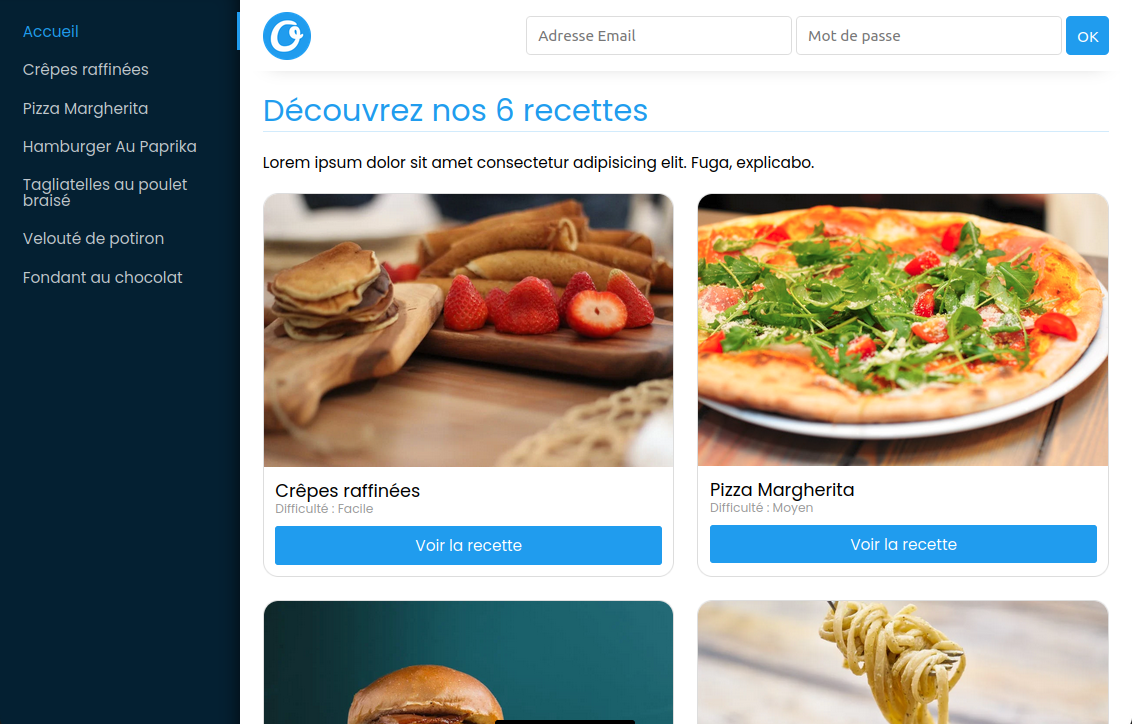 Accueil
Crêpes raffinées
Pizza Margherita
Hamburger Au Paprika
Tagliatelles au poulet
braisé
Velouté de potiron
Fondant au chocolat
O
Adresse Email
Mot de passe
OK
Découvrez nos 6 recettes
Lorem ipsum dolor sit amet consectetur adipisicing elit. Fuga, explicabo.
Crêpes raffinées
Difficulté : Facile
Voir la recette
Pizza Margherita
Difficulté : Moyen
Voir la recette